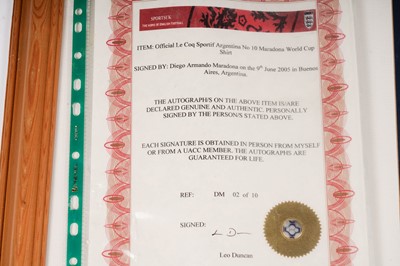 SPORTICK
ITEM: Official Le Coq Sportif Argentina No. 10 Maradona World Cup
Shirt
SIGNED BY: Diego Armando Maradona on the 9th June 2005 in Buenos
Aires, Argentina.
THE AUTOGRAPH/S ON THE ABOVE ITEM IS/ARE
DECLARED GENUINE AND AUTHENTIC. PERSONALLY
SIGNED BY THE PERSON/S STATED ABOVE.
EACH SIGNATURE IS OBTAINED IN PERSON FROM MYSELF
OR FROM A UACC MEMBER. THE AUTOGRAPHS ARE
GUARANTEED FOR LIFE.
REF: DM 02 of 10
SIGNED:
Leo Duncan